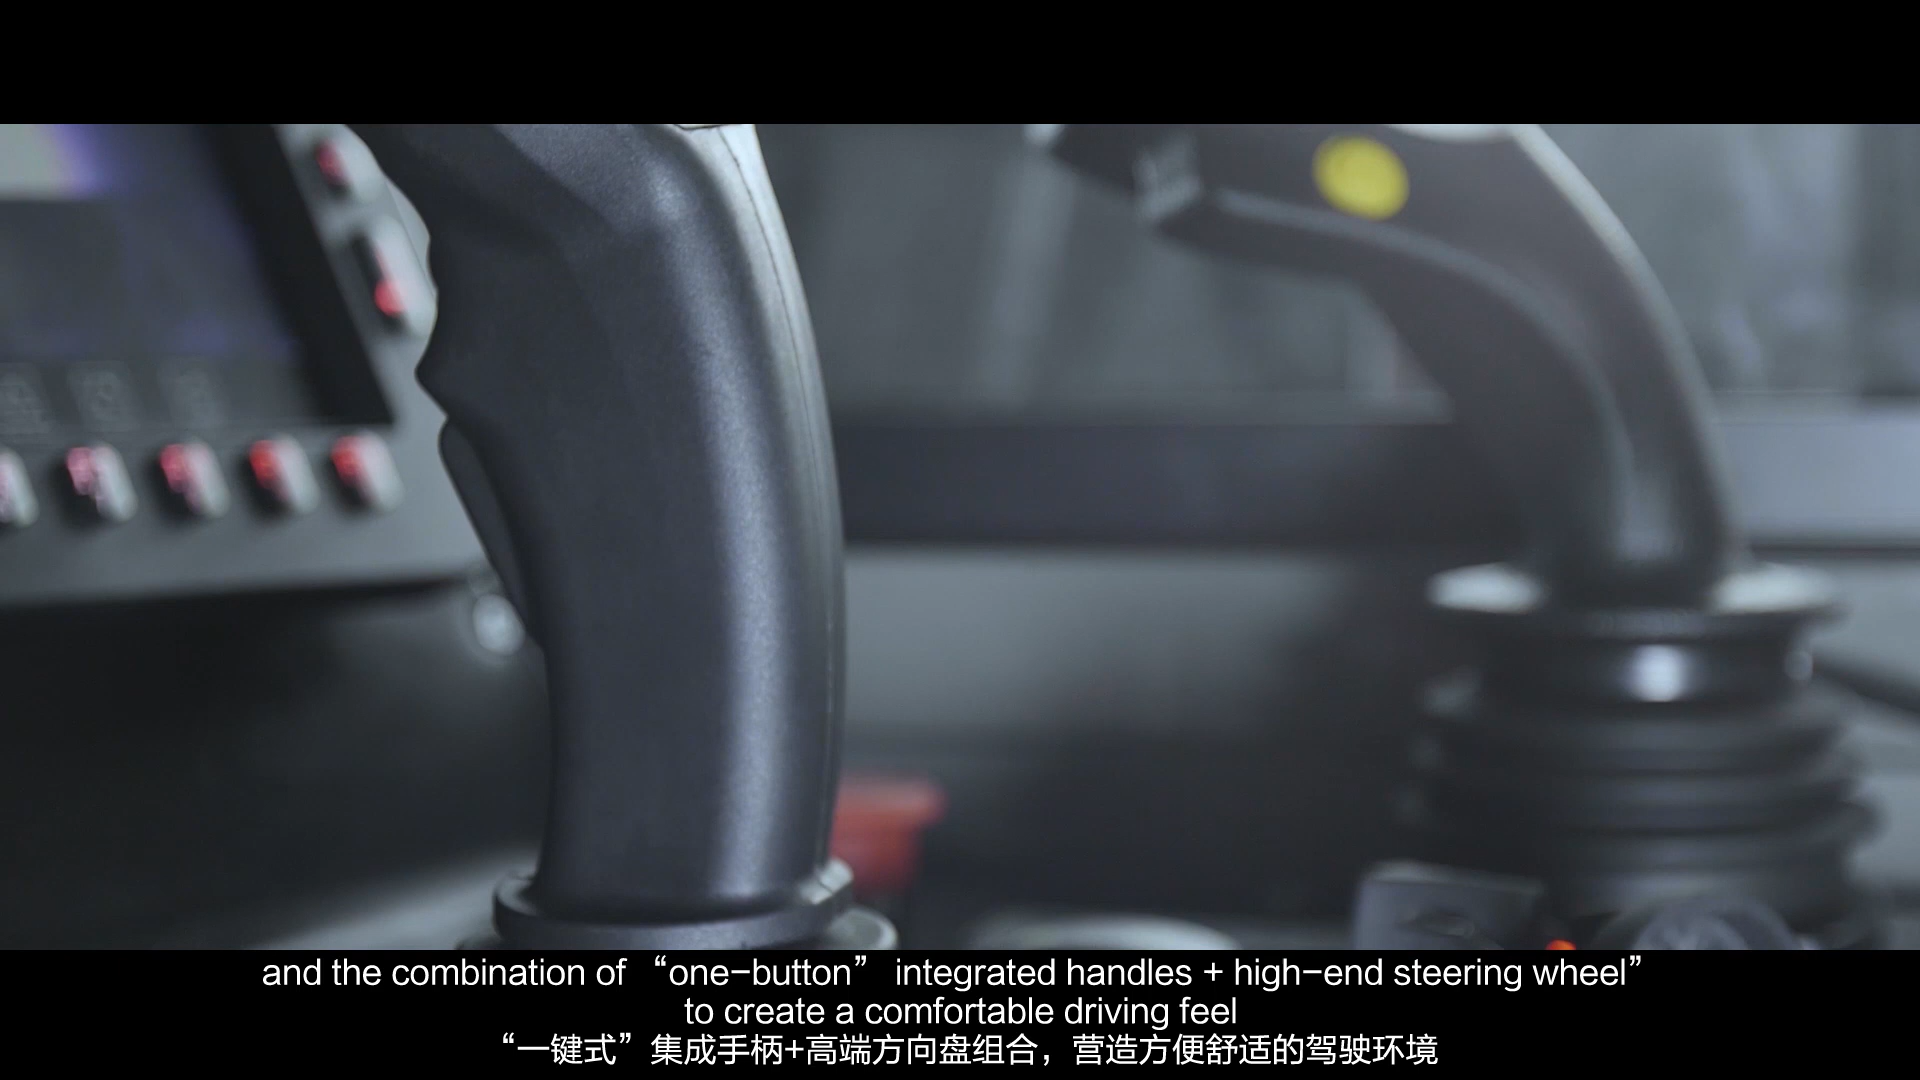 and the combination of “one-button” integrated handles + high-end steering wheel”
to create a comfortable driving feel
“一键式”集成手柄+高端方向盘组合，营造方便舒适的驾驶环境